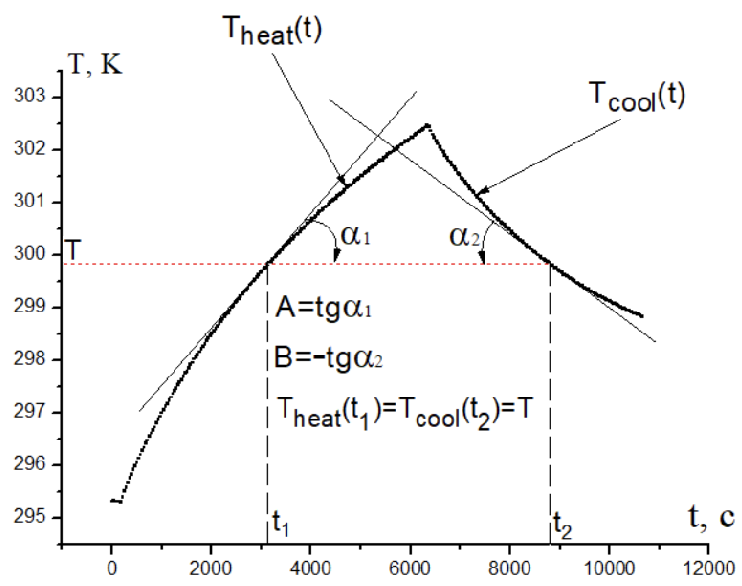 T_heat(t)
T, K
T_cool(t)
303
302
301
300
299
298
297
296
295
T
α₁
α₂
A=tgα₁
B=-tgα₂
T_heat(t₁)=T_cool(t₂)=T
t₁
t₂
t, c
0
2000
4000
6000
8000
10000
12000